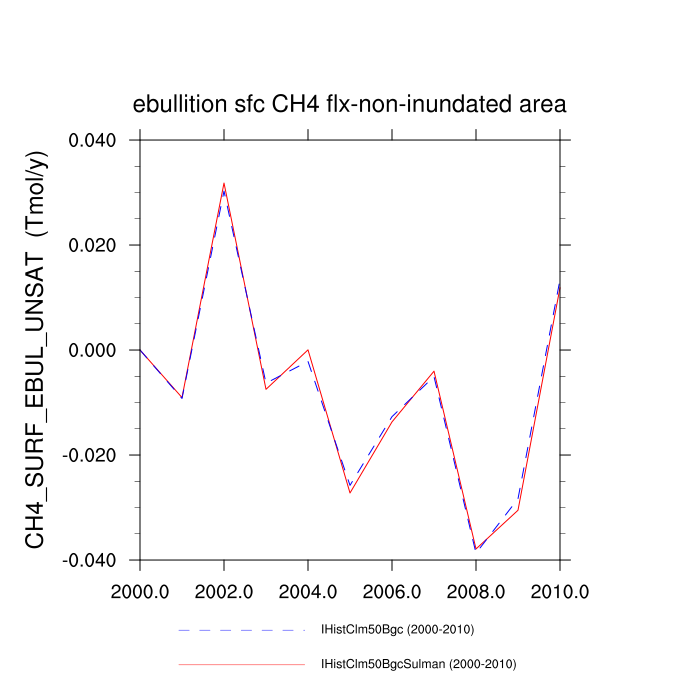 ebullition sfc CH4 flx-non-inundated area
CH4_SURF_EBUL_UNSAT (Tmol/y)
0.040
0.020
0.000
-0.020
-0.040
2000.0 2002.0 2004.0 2006.0 2008.0 2010.0
IHistClm50Bgc (2000-2010)
IHistClm50BgcSulman (2000-2010)